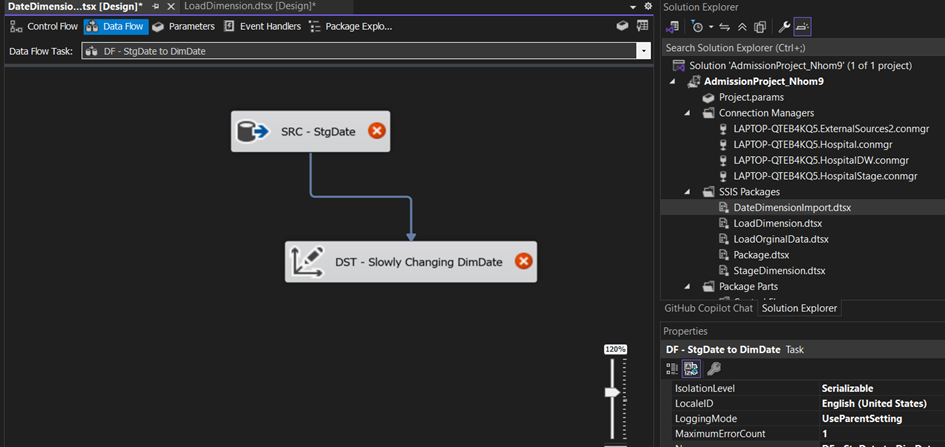 DateDimensio...tsx [Design]*
LoadDimension.dtsx [Design]*
Control Flow
Data Flow
Parameters
Event Handlers
Package Explo...
Data Flow Task:
DF - StgDate to DimDate
SRC - StgDate
DST - Slowly Changing DimDate
120%
Solution Explorer
Search Solution Explorer (Ctrl+;)
Solution 'AdmissionProject_Nhom9' (1 of 1 project)
AdmissionProject_Nhom9
Project.params
Connection Managers
LAPTOP-QTEB4KQ5.ExternalSources2.conmgr
LAPTOP-QTEB4KQ5.Hospital.conmgr
LAPTOP-QTEB4KQ5.HospitalDW.conmgr
LAPTOP-QTEB4KQ5.HospitalStage.conmgr
SSIS Packages
DateDimensionImport.dtsx
LoadDimension.dtsx
LoadOrginalData.dtsx
Package.dtsx
StageDimension.dtsx
Package Parts
GitHub Copilot Chat
Solution Explorer
Properties
DF - StgDate to DimDate Task
IsolationLevel Serializable
LocaleID English (United States)
LoggingMode UseParentSetting
MaximumErrorCount 1